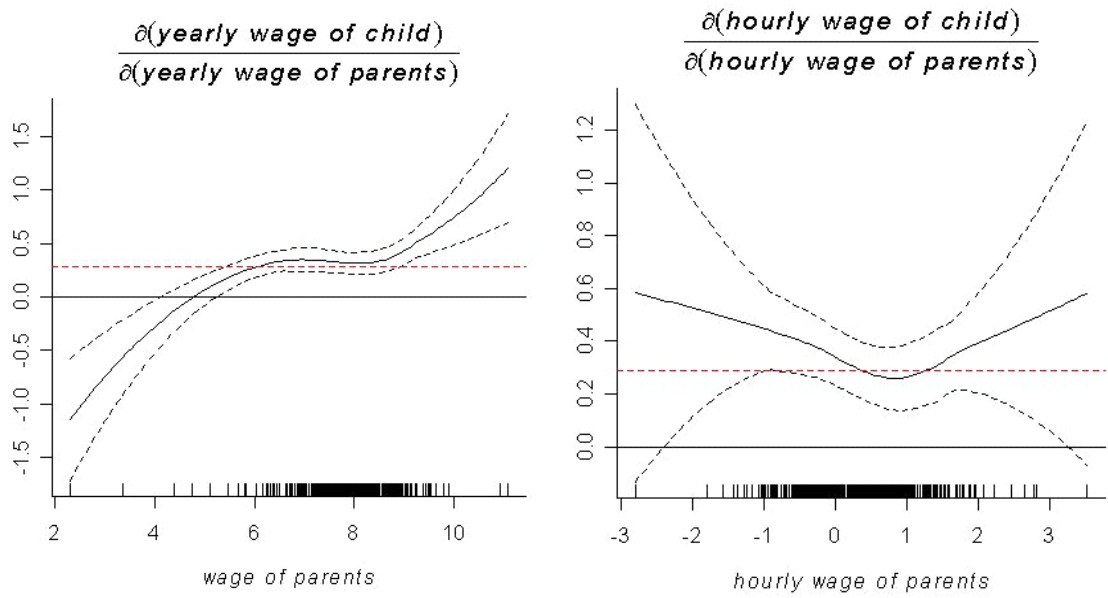 ∂(yearly wage of child)
∂(yearly wage of parents)
1.5
1.0
0.5
0.0
-0.5
-1.0
-1.5
2 4 6 8 10
wage of parents
∂(hourly wage of child)
∂(hourly wage of parents)
1.2
1.0
0.8
0.6
0.4
0.2
0.0
-3 -2 -1 0 1 2 3
hourly wage of parents